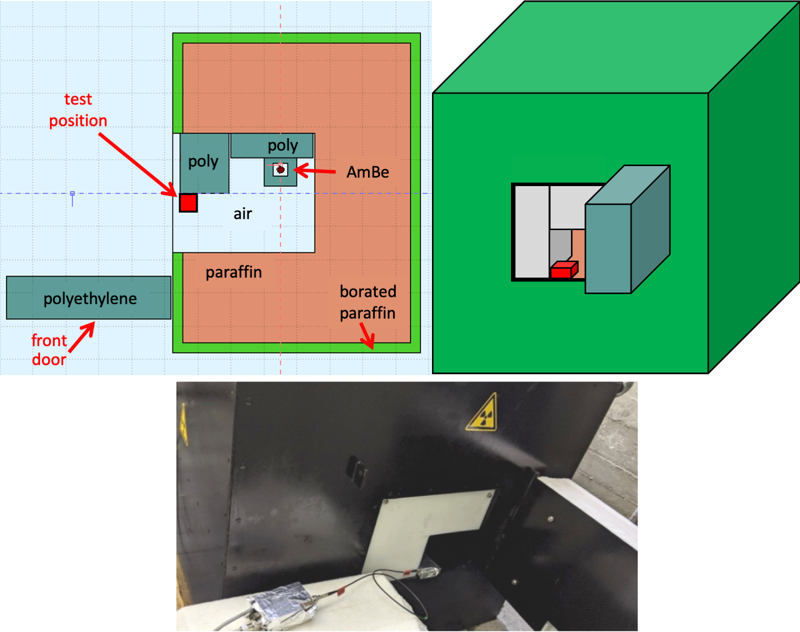 test
position
poly
poly
AmBe
air
paraffin
polyethylene
borated
paraffin
front
door